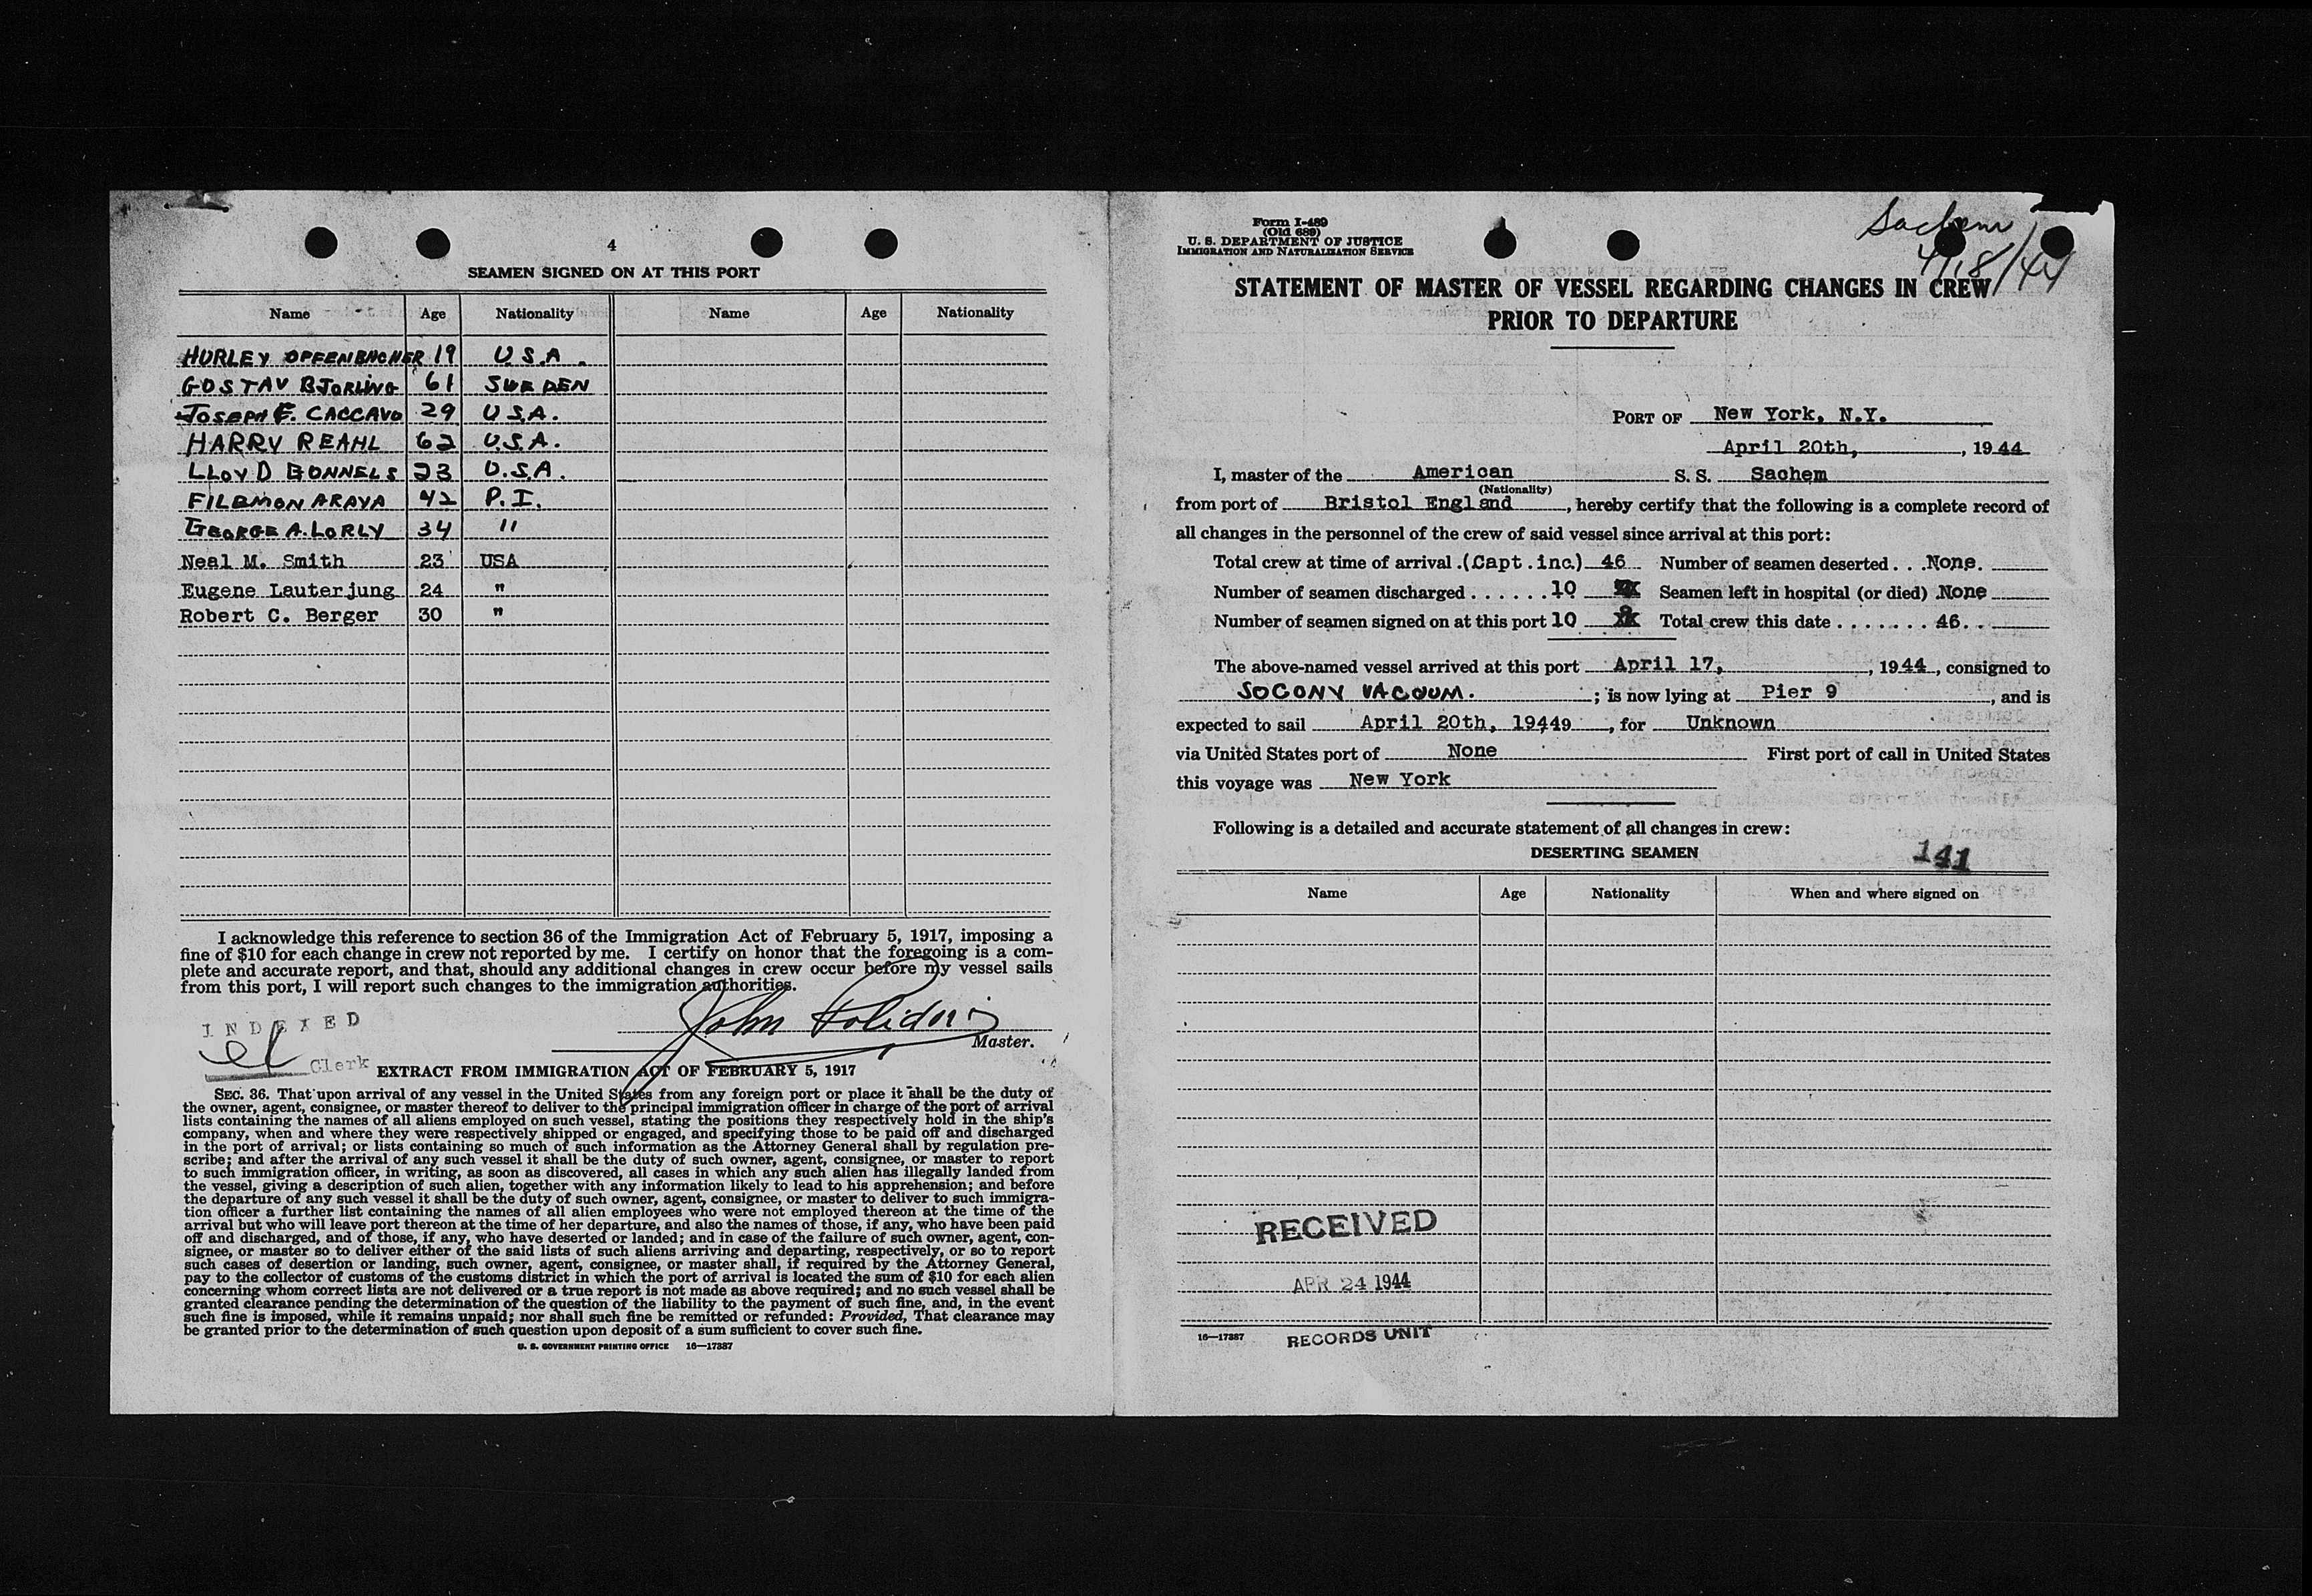 4
SEAMEN SIGNED ON AT THIS PORT
Name Age Nationality Name Age Nationality
HURLEY OPFENBACHER 19 U.S.A.
GOSTAV BJORLING 61 SWEDEN
JOSEPH E. CACCAVO 29 U.S.A.
HARRY REAHL 62 U.S.A.
LLOYD GONNELS 23 U.S.A.
FILEMON ARAYA 42 P.I.
GEORGE A. LORLY 34 "
Neal M. Smith 23 USA
Eugene Lauterjung 24 "
Robert C. Berger 30 "
I acknowledge this reference to section 36 of the Immigration Act of February 5, 1917, imposing a
fine of $10 for each change in crew not reported by me. I certify on honor that the foregoing is a com-
plete and accurate report, and that, should any additional changes in crew occur before my vessel sails
from this port, I will report such changes to the immigration authorities.
INDEXED
John
Master.
Clerk
EXTRACT FROM IMMIGRATION ACT OF FEBRUARY 5, 1917
SEC. 36. That upon arrival of any vessel in the United States from any foreign port or place it shall be the duty of
the owner, agent, consignee, or master thereof to deliver to the principal immigration officer in charge of the port of arrival
lists containing the names of all aliens employed on such vessel, stating the positions they respectively hold in the ship's
company, when and where they were respectively shipped or engaged, and specifying those to be paid off and discharged
in the port of arrival; or lists containing so much of such information as the Attorney General shall by regulation pre-
scribe; and after the arrival of any such vessel it shall be the duty of such owner, agent, consignee, or master to report
to such immigration officer, in writing, as soon as discovered, all cases in which any such alien has illegally landed from
the vessel, giving a description of such alien, together with any information likely to lead to his apprehension; and before
the departure of any such vessel it shall be the duty of such owner, agent, consignee, or master to deliver to such immigra-
tion officer a further list containing the names of all alien employees who were not employed thereon at the time of the
arrival but who will leave port thereon at the time of her departure, and also the names of those, if any, who have been paid
off and discharged, and of those, if any, who have deserted or landed; and in case of the failure of such owner, agent, con-
signee, or master so to deliver either of the said lists of such aliens arriving and departing, respectively, or so to report
such cases of desertion or landing, such owner, agent, consignee, or master shall, if required by the Attorney General,
pay to the collector of customs of the customs district in which the port of arrival is located the sum of $10 for each alien
concerning whom correct lists are not delivered or a true report is not made as above required; and no such vessel shall be
granted clearance pending the determination of the question of the liability to the payment of such fine, and, in the event
such fine is imposed, while it remains unpaid; nor shall such fine be remitted or refunded: Provided, That clearance may
be granted prior to the determination of such question upon deposit of a sum sufficient to cover such fine.
U. S. GOVERNMENT PRINTING OFFICE 16—17387
Form I-489
(Old 689)
U. S. DEPARTMENT OF JUSTICE
IMMIGRATION AND NATURALIZATION SERVICE
Sachem
4/18/44
STATEMENT OF MASTER OF VESSEL REGARDING CHANGES IN CREW
PRIOR TO DEPARTURE
PORT OF New York, N.Y.
April 20th, , 1944
I, master of the American S. S. Sachem
(Nationality)
from port of Bristol England , hereby certify that the following is a complete record of
all changes in the personnel of the crew of said vessel since arrival at this port:
Total crew at time of arrival .(Capt.inc.) 46 Number of seamen deserted . . .None.
Number of seamen discharged . . . . . . 10 Seamen left in hospital (or died) None
Number of seamen signed on at this port 10 Total crew this date . . . . . . . 46. .
The above-named vessel arrived at this port April 17, , 1944, consigned to
SOCONY VACOUM. ; is now lying at Pier 9 , and is
expected to sail April 20th, 19449 , for Unknown
via United States port of None First port of call in United States
this voyage was New York
Following is a detailed and accurate statement of all changes in crew:
DESERTING SEAMEN
141
Name Age Nationality When and where signed on
RECEIVED
APR 24 1944
RECORDS UNIT
16—17387